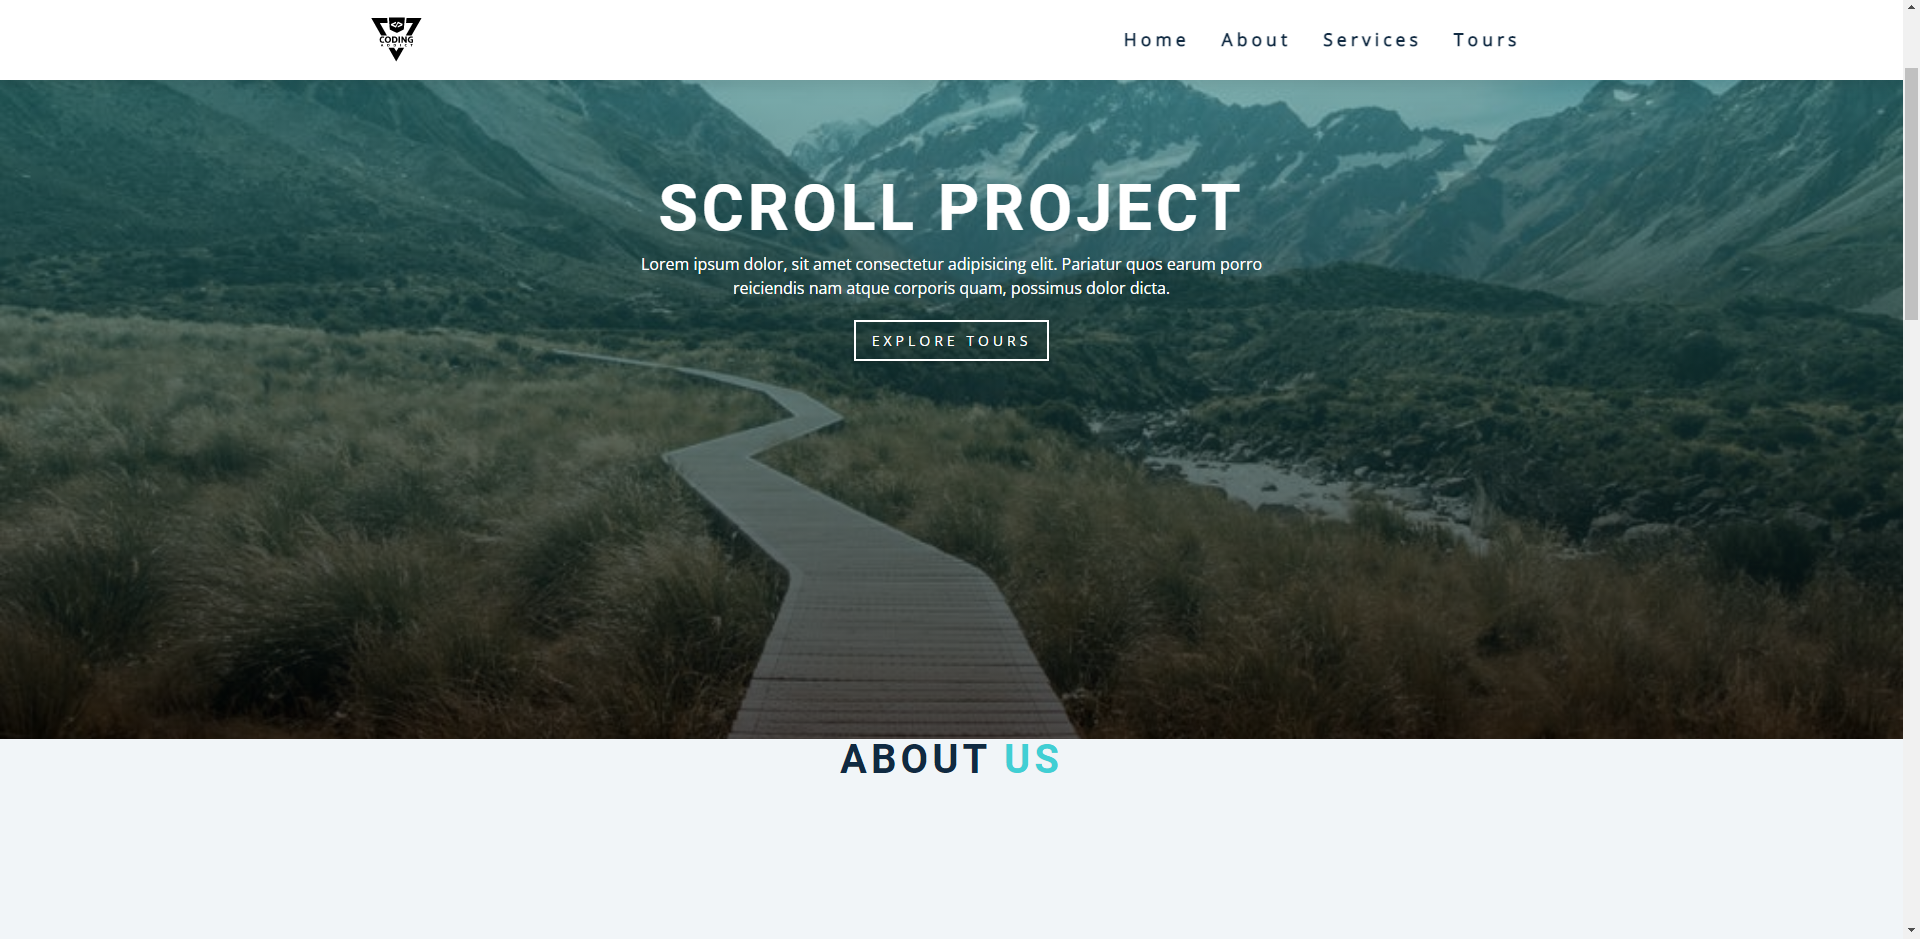 </>
CODING
ADDICT
Home About Services Tours
SCROLL PROJECT
Lorem ipsum dolor, sit amet consectetur adipisicing elit. Pariatur quos earum porro
reiciendis nam atque corporis quam, possimus dolor dicta.
EXPLORE TOURS
ABOUT US